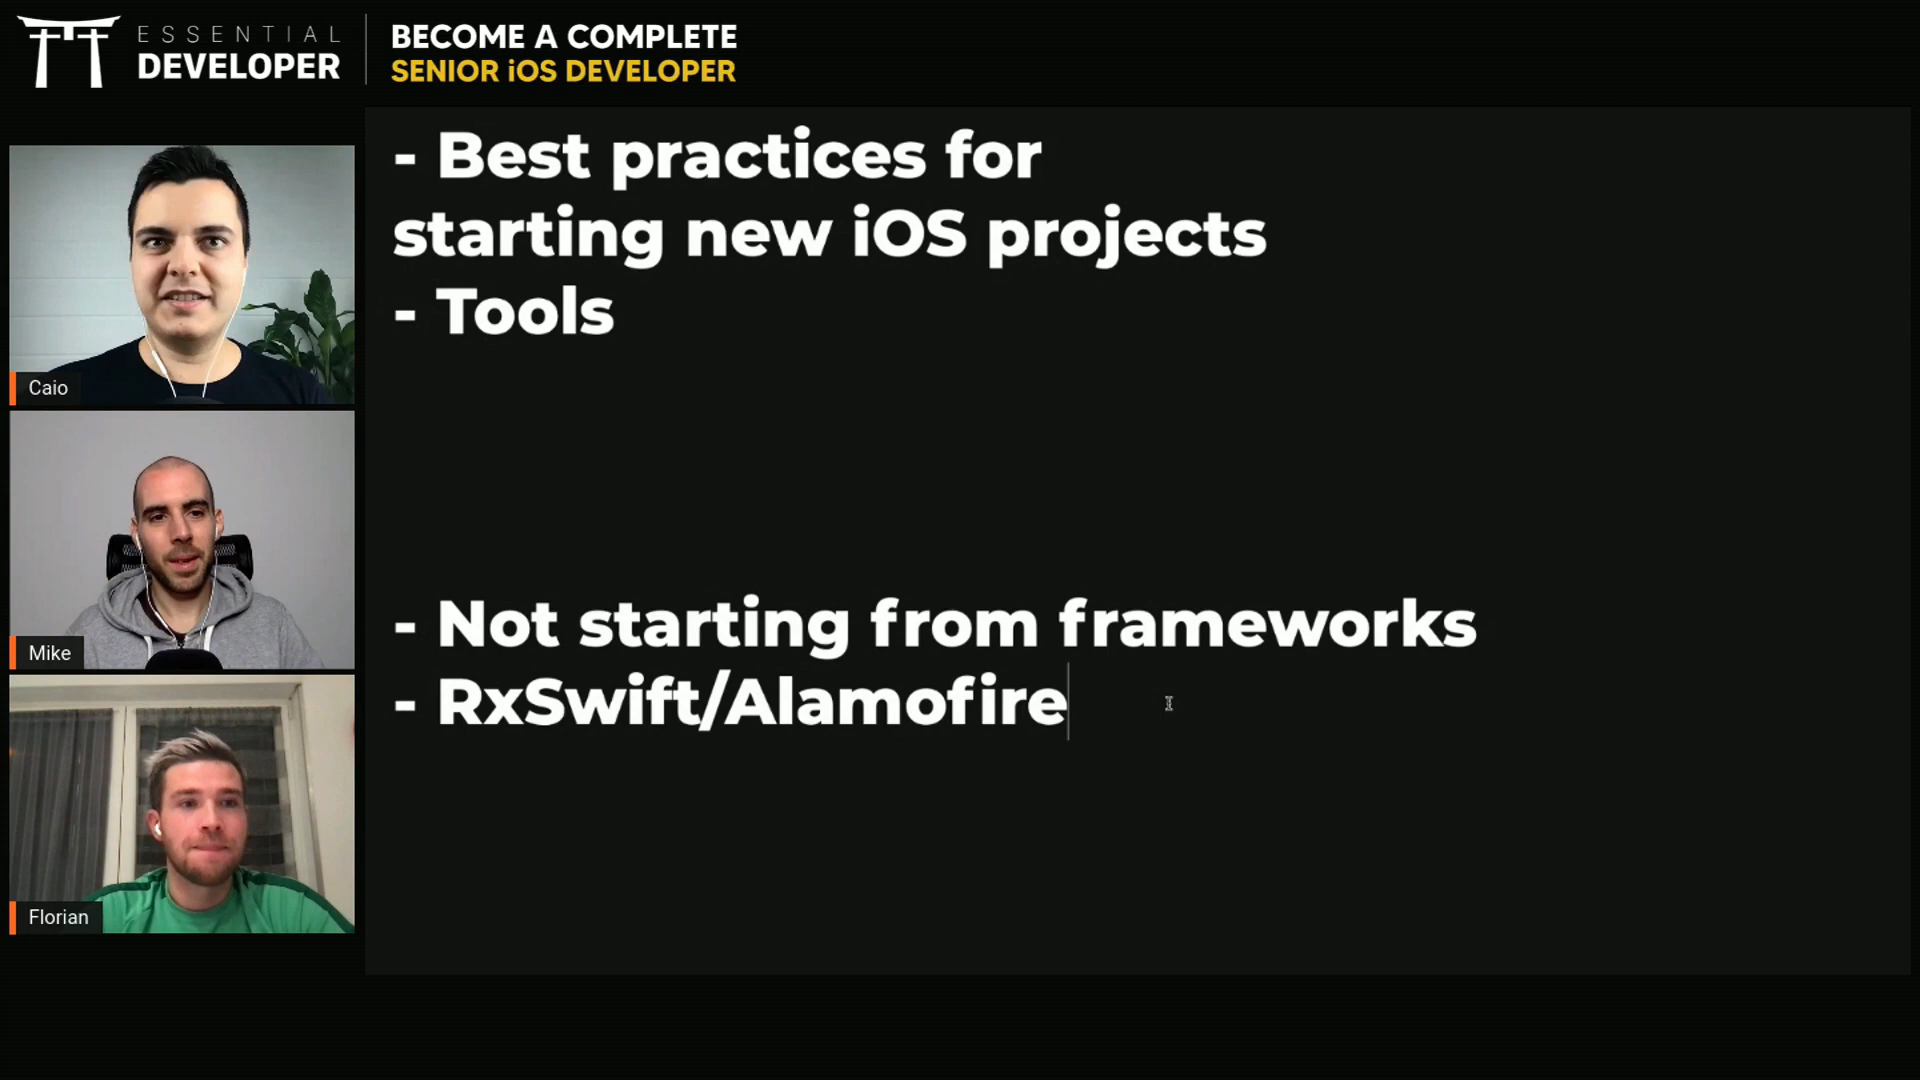 ESSENTIAL
DEVELOPER
BECOME A COMPLETE
SENIOR iOS DEVELOPER
- Best practices for
starting new iOS projects
- Tools
- Not starting from frameworks
- RxSwift/Alamofire
Caio
Mike
Florian